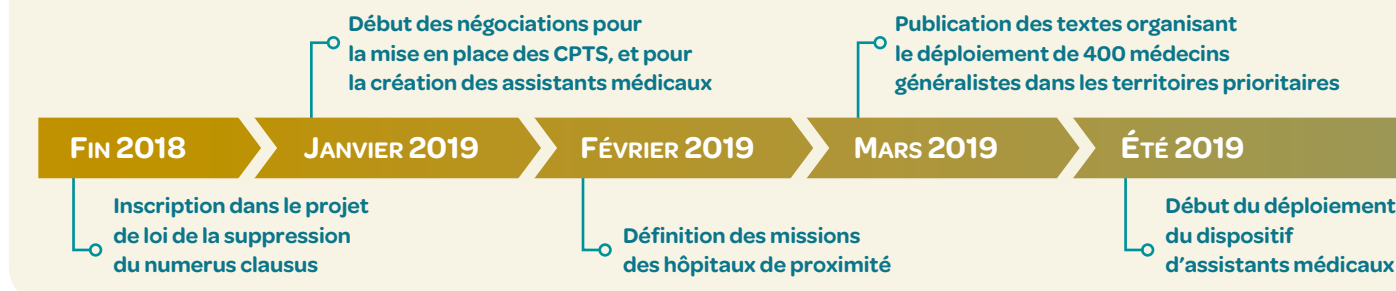 Début des négociations pour
la mise en place des CPTS, et pour
la création des assistants médicaux
Publication des textes organisant
le déploiement de 400 médecins
généralistes dans les territoires prioritaires
FIN 2018
JANVIER 2019
FÉVRIER 2019
MARS 2019
ÉTÉ 2019
Inscription dans le projet
de loi de la suppression
du numerus clausus
Définition des missions
des hôpitaux de proximité
Début du déploiement
du dispositif
d'assistants médicaux